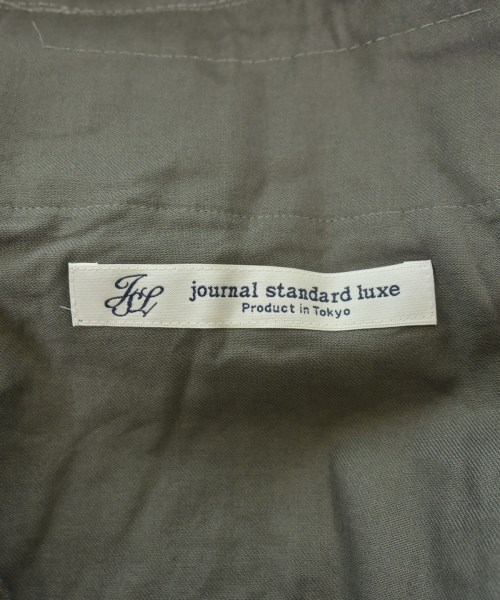 JSL
journal standard luxe
Product in Tokyo